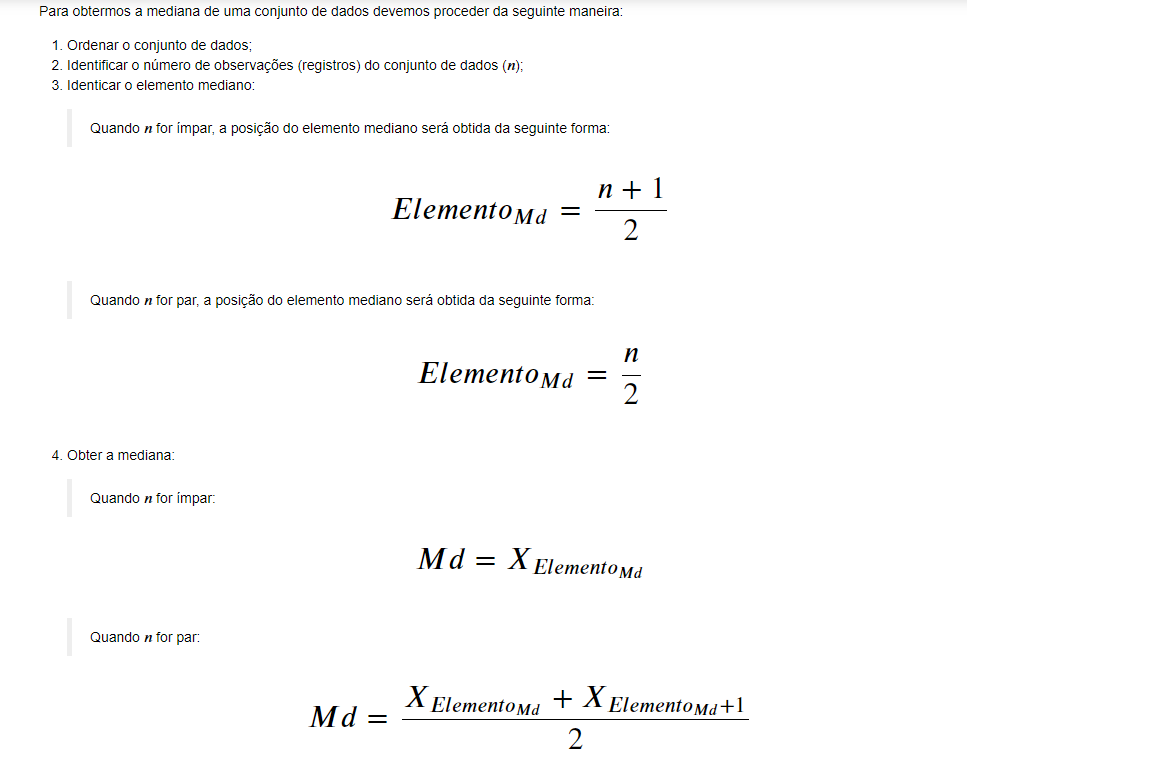 Para obtermos a mediana de uma conjunto de dados devemos proceder da seguinte maneira:
1. Ordenar o conjunto de dados;
2. Identificar o número de observações (registros) do conjunto de dados (n);
3. Identicar o elemento mediano:
Quando n for ímpar, a posição do elemento mediano será obtida da seguinte forma:
Elemento_{Md} = \frac{n + 1}{2}
Quando n for par, a posição do elemento mediano será obtida da seguinte forma:
Elemento_{Md} = \frac{n}{2}
4. Obter a mediana:
Quando n for ímpar:
Md = X_{Elemento_{Md}}
Quando n for par:
Md = \frac{X_{Elemento_{Md}} + X_{Elemento_{Md}+1}}{2}